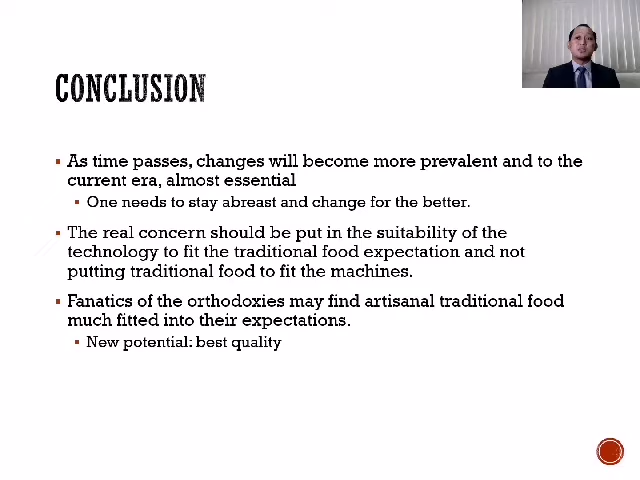 CONCLUSION
As time passes, changes will become more prevalent and to the
current era, almost essential
One needs to stay abreast and change for the better.
The real concern should be put in the suitability of the
technology to fit the traditional food expectation and not
putting traditional food to fit the machines.
Fanatics of the orthodoxies may find artisanal traditional food
much fitted into their expectations.
New potential: best quality